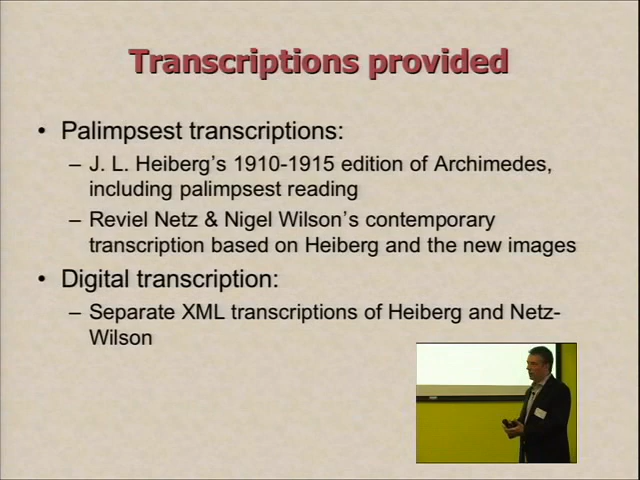 Transcriptions provided
• Palimpsest transcriptions:
– J. L. Heiberg's 1910-1915 edition of Archimedes,
including palimpsest reading
– Reviel Netz & Nigel Wilson's contemporary
transcription based on Heiberg and the new images
• Digital transcription:
– Separate XML transcriptions of Heiberg and Netz-
Wilson